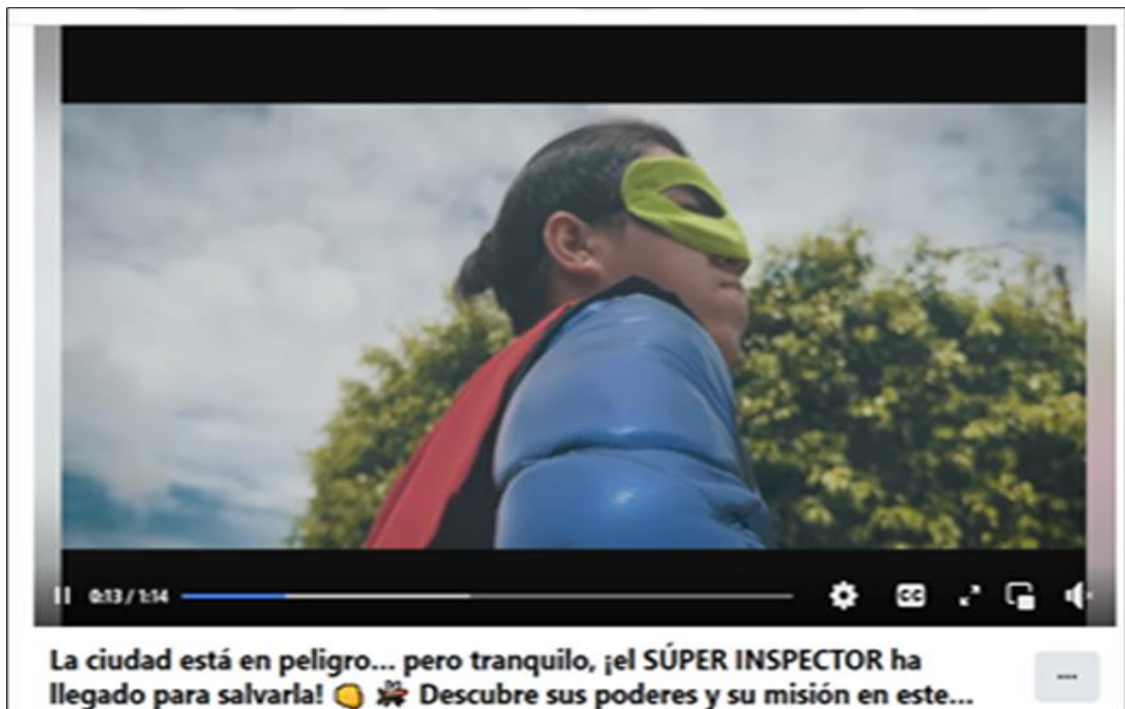 0:13 / 1:14
CC
La ciudad está en peligro... pero tranquilo, ¡el SÚPER INSPECTOR ha
llegado para salvarla! 👊 🦟 Descubre sus poderes y su misión en este...